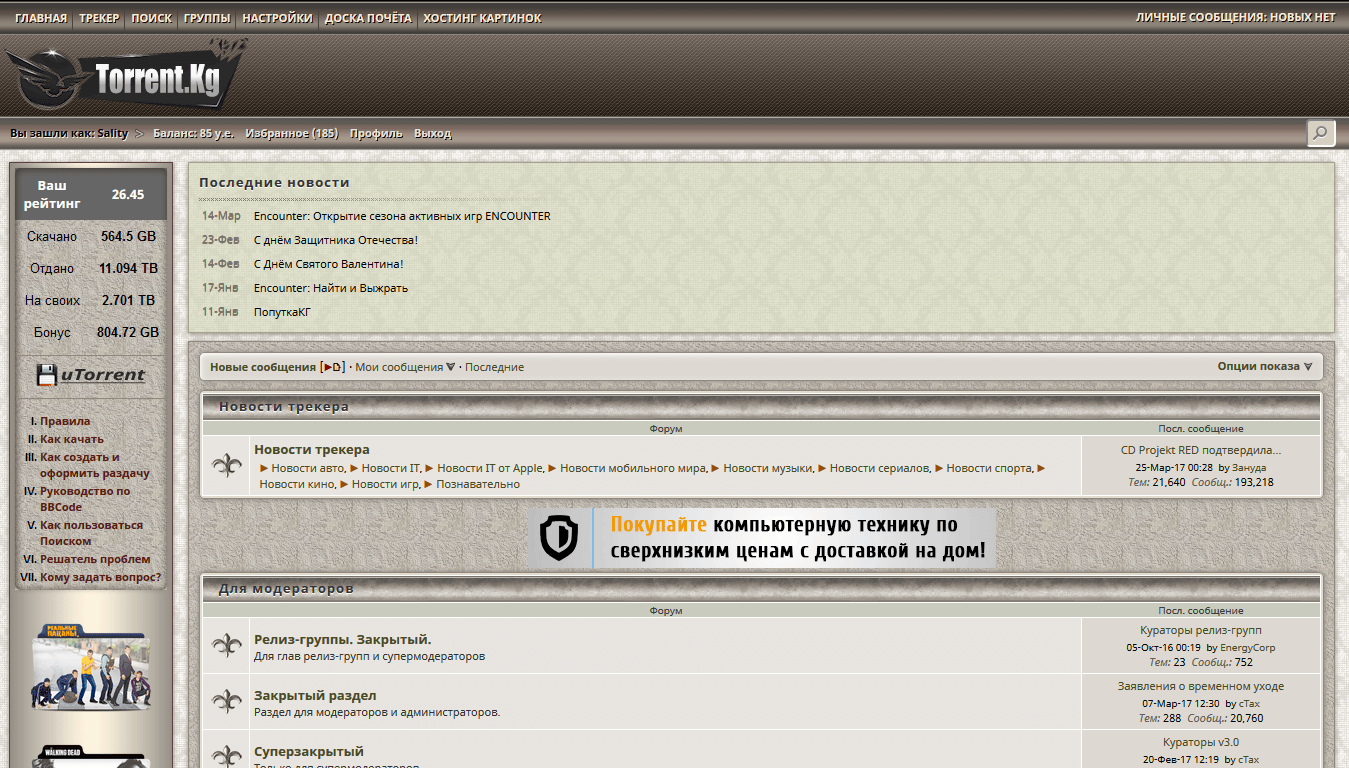 ГЛАВНАЯ ТРЕКЕР ПОИСК ГРУППЫ НАСТРОЙКИ ДОСКА ПОЧЁТА ХОСТИНГ КАРТИНОК ЛИЧНЫЕ СООБЩЕНИЯ: НОВЫХ НЕТ
Torrent.Kg
Вы зашли как: Sality > Баланс: 85 у.е. Избранное (185) Профиль Выход
Ваш рейтинг 26.45
Скачано 564.5 GB
Отдано 11.094 TB
На своих 2.701 TB
Бонус 804.72 GB
uTorrent
I. Правила
II. Как качать
III. Как создать и
оформить раздачу
IV. Руководство по
BBCode
V. Как пользоваться
Поиском
VI. Решатель проблем
VII. Кому задать вопрос?
РЕАЛЬНЫЕ
ПАЦАНЫ
WALKING DEAD
Последние новости
14-Мар Encounter: Открытие сезона активных игр ENCOUNTER
23-Фев С днём Защитника Отечества!
14-Фев С Днём Святого Валентина!
17-Янв Encounter: Найти и Выжрать
11-Янв ПопуткаКГ
Новые сообщения [ ] · Мои сообщения · Последние Опции показа
Новости трекера
Форум Посл. сообщение
Новости трекера
Новости авто, Новости IT, Новости IT от Apple, Новости мобильного мира, Новости музыки, Новости сериалов, Новости спорта,
Новости кино, Новости игр, Познавательно
CD Projekt RED подтвердила...
25-Мар-17 00:28 by Зануда
Тем: 21,640 Сообщ.: 193,218
Покупайте компьютерную технику по
сверхнизким ценам с доставкой на дом!
Для модераторов
Форум Посл. сообщение
Релиз-группы. Закрытый.
Для глав релиз-групп и супермодераторов
Кураторы релиз-групп
05-Окт-16 00:19 by EnergyCorp
Тем: 23 Сообщ.: 752
Закрытый раздел
Раздел для модераторов и администраторов.
Заявления о временном уходе
07-Мар-17 12:30 by cTax
Тем: 288 Сообщ.: 20,760
Суперзакрытый
Только для супермодераторов
Кураторы v3.0
20-Фев-17 12:19 by cTax